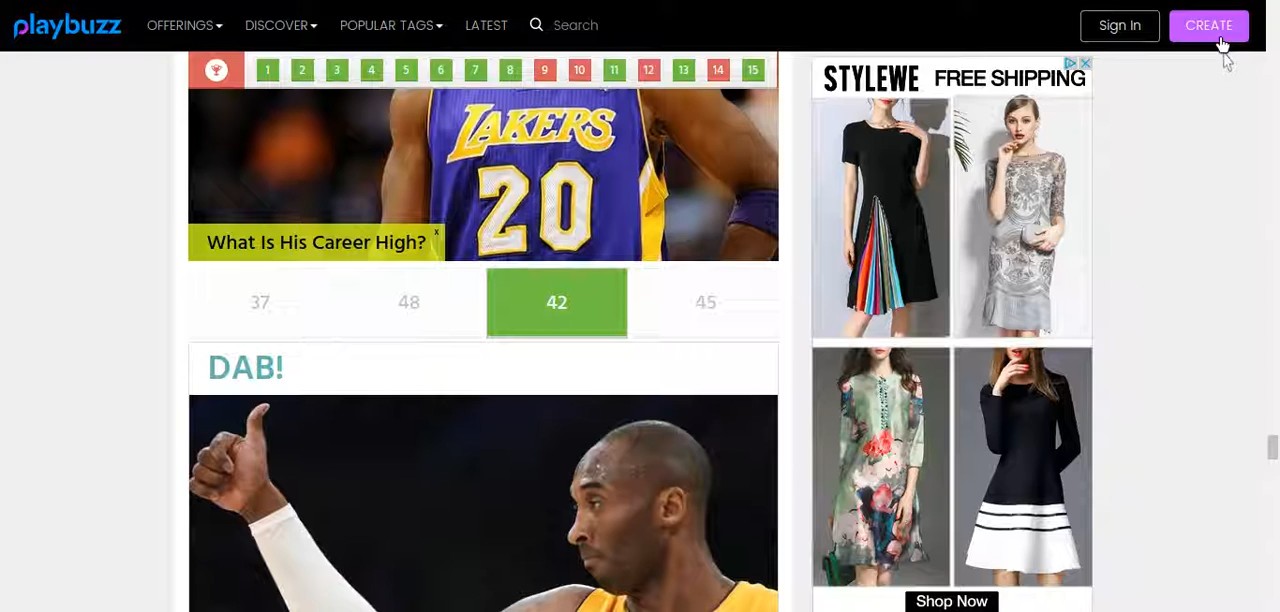 playbuzz OFFERINGS DISCOVER POPULAR TAGS LATEST Search Sign In CREATE
1 2 3 4 5 6 7 8 9 10 11 12 13 14 15
STYLEWE FREE SHIPPING
LAKERS
20
What Is His Career High? x
37 48 42 45
DAB!
Shop Now